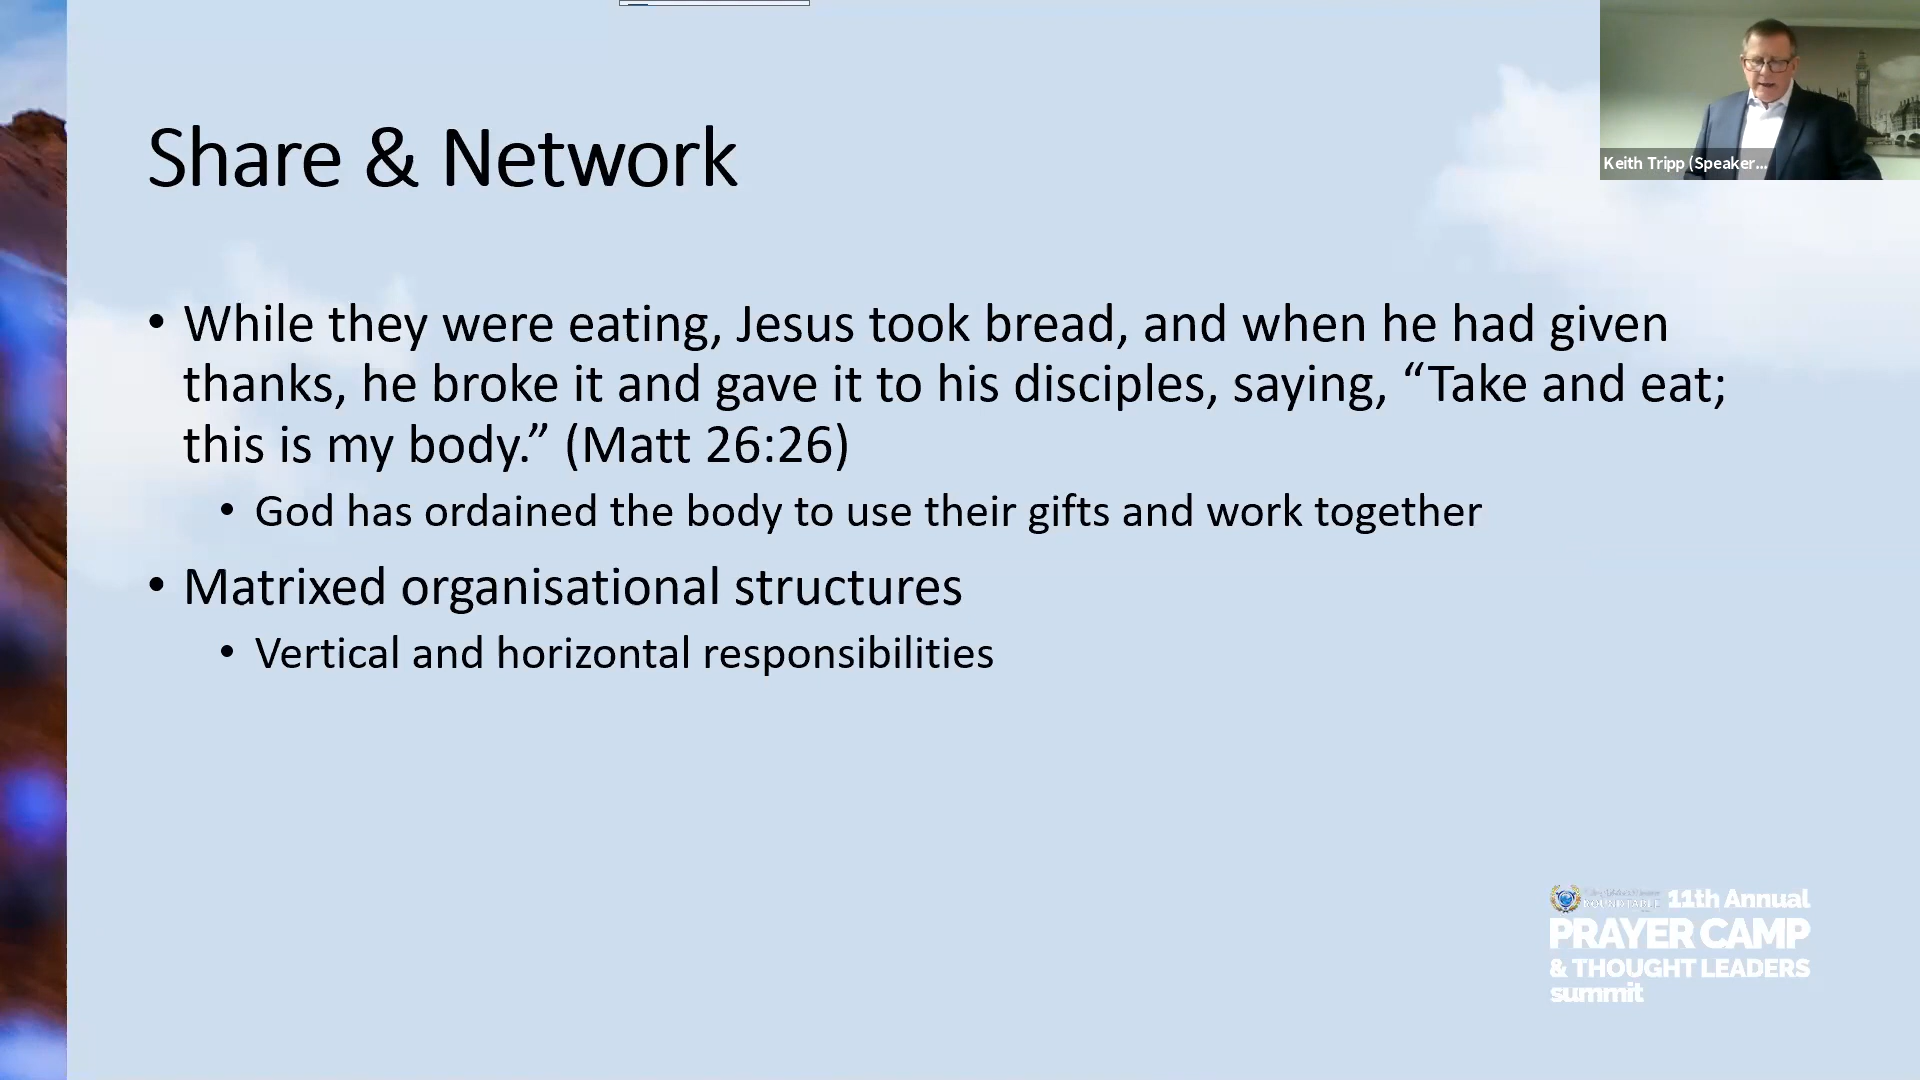 Share & Network
Keith Tripp (Speaker...
• While they were eating, Jesus took bread, and when he had given
thanks, he broke it and gave it to his disciples, saying, “Take and eat;
this is my body.” (Matt 26:26)
• God has ordained the body to use their gifts and work together
• Matrixed organisational structures
• Vertical and horizontal responsibilities
ROUNDTABLE 11th Annual
PRAYER CAMP
& THOUGHT LEADERS
summit